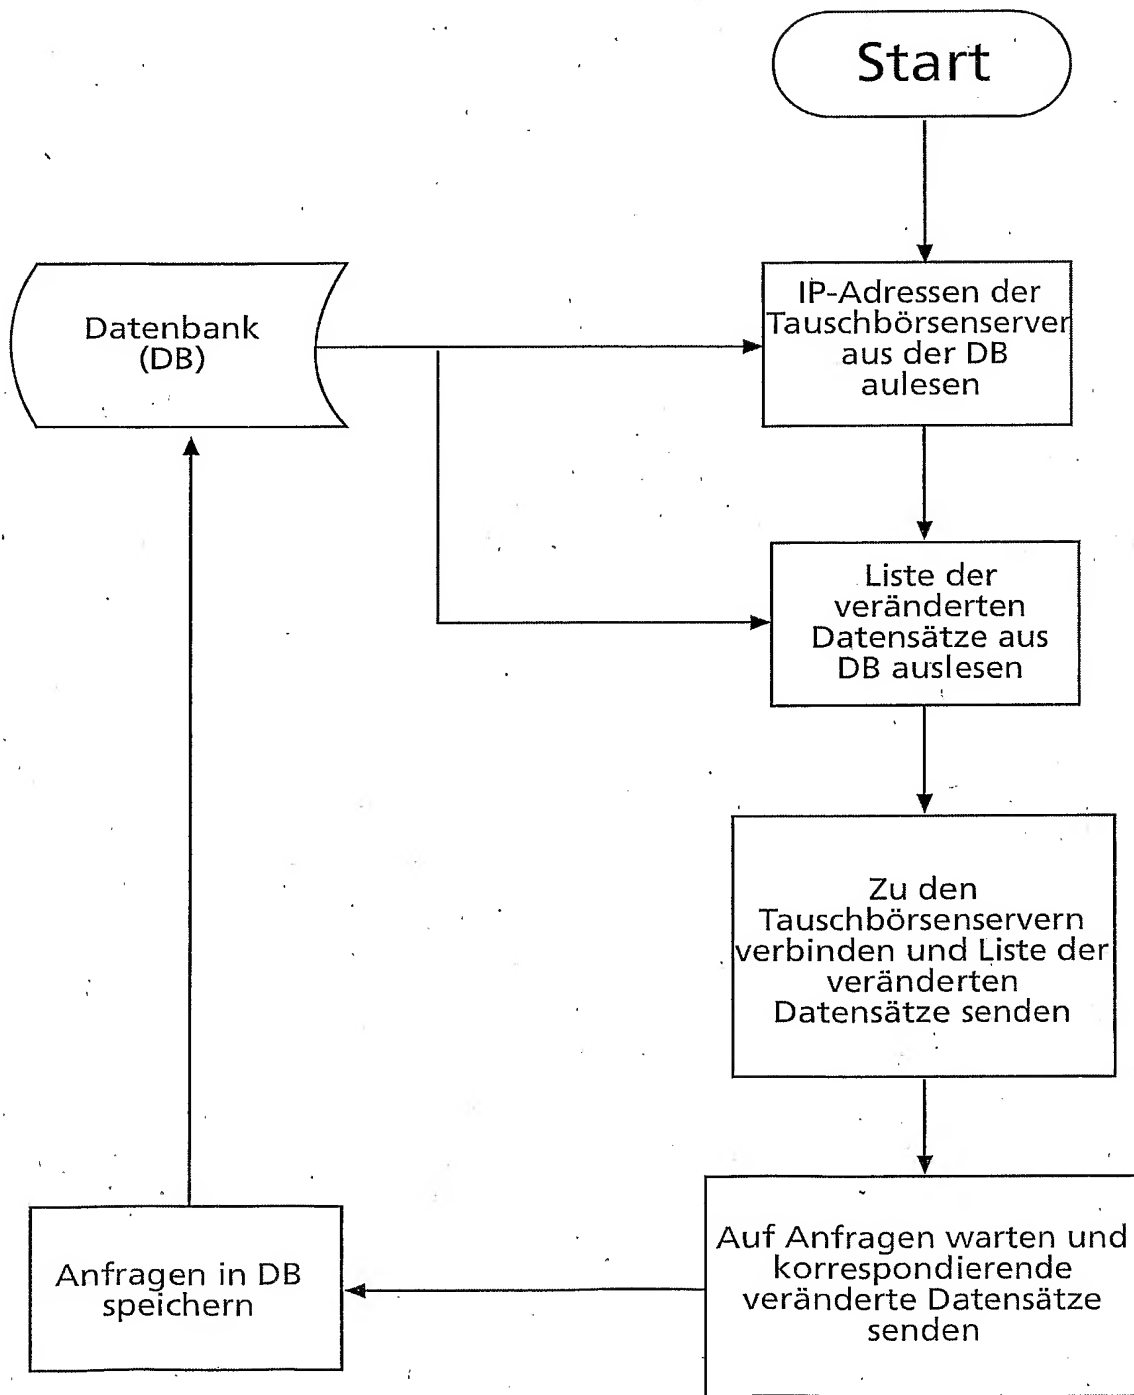 Start
Datenbank
(DB)
IP-Adressen der
Tauschbörsenserver
aus der DB
aulesen
Liste der
veränderten
Datensätze aus
DB auslesen
Zu den
Tauschbörsenservern
verbinden und Liste der
veränderten
Datensätze senden
Auf Anfragen warten und
korrespondierende
veränderte Datensätze
senden
Anfragen in DB
speichern